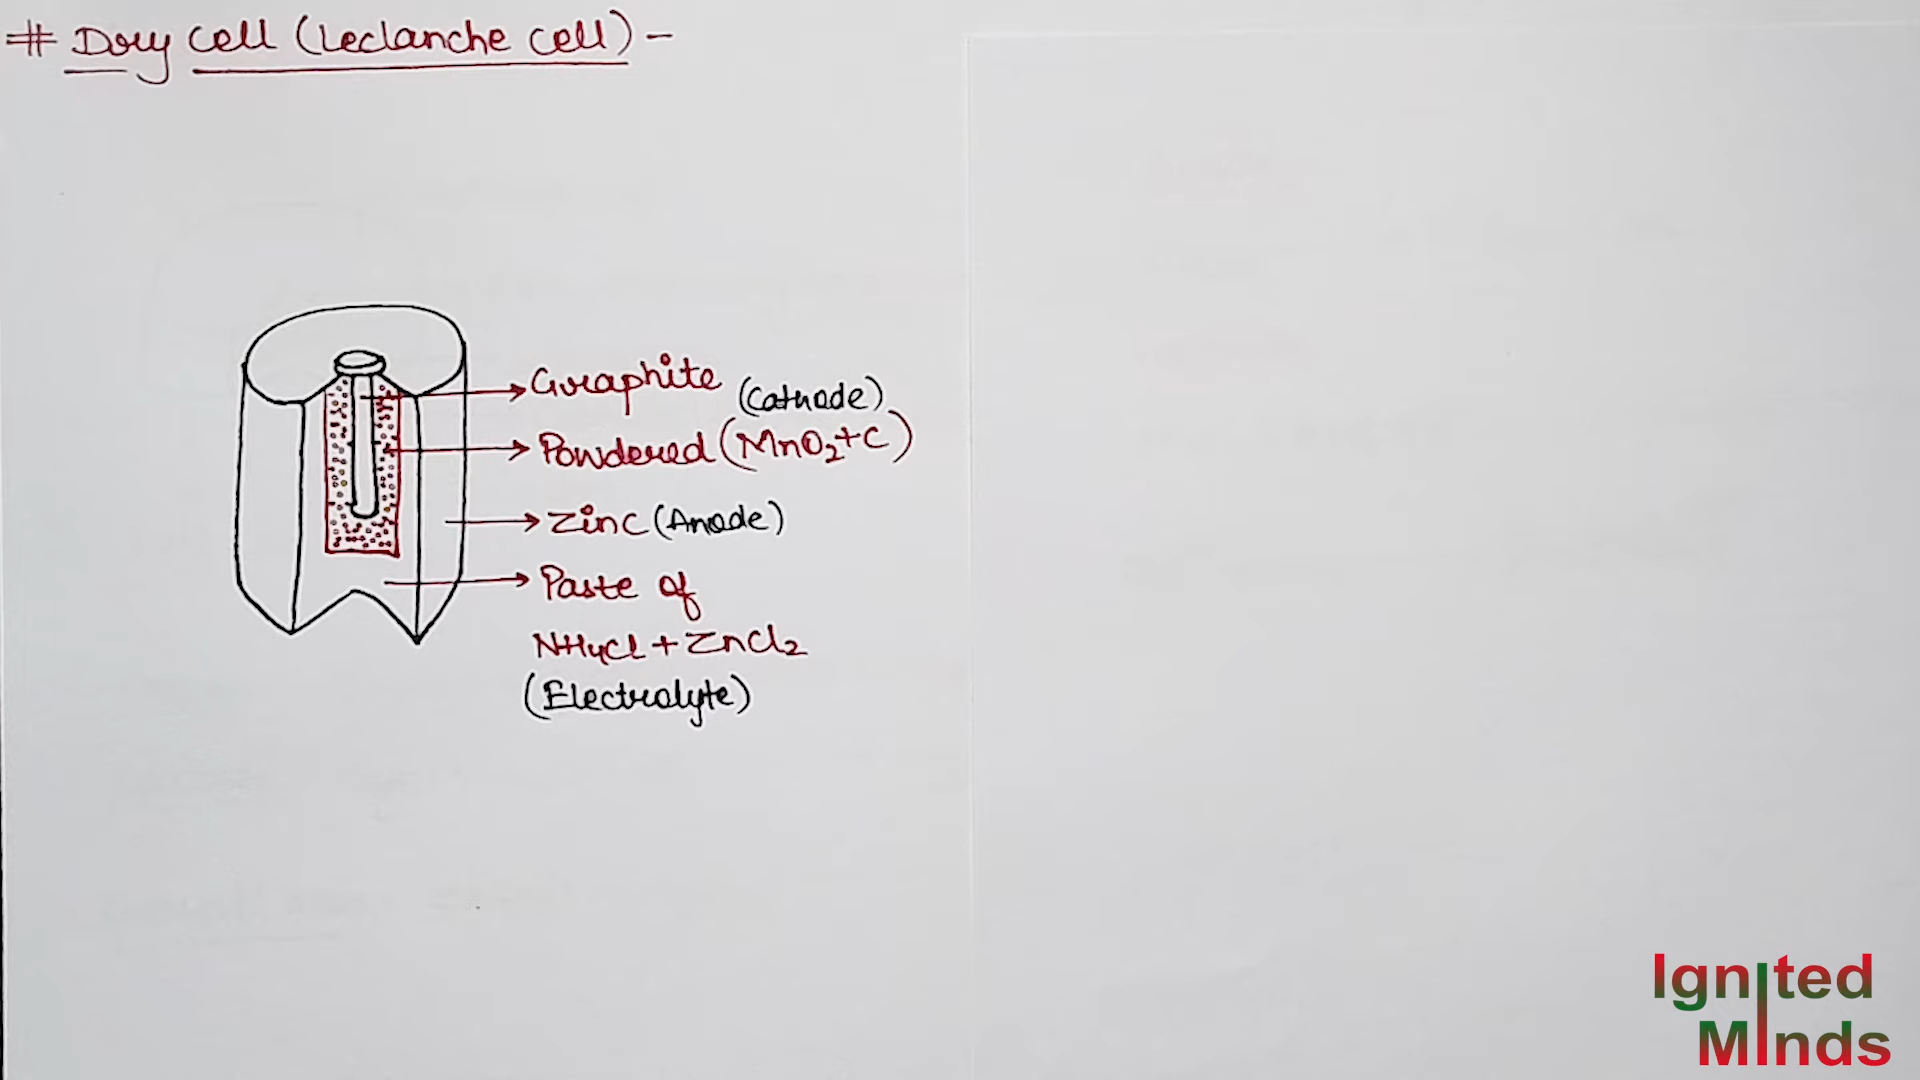 # Dry cell (Leclanche cell) -
Graphite (Cathode)
Powdered (MnO₂+C)
Zinc (Anode)
Paste of
NH₄Cl + ZnCl₂
(Electrolyte)
Ignited
Minds